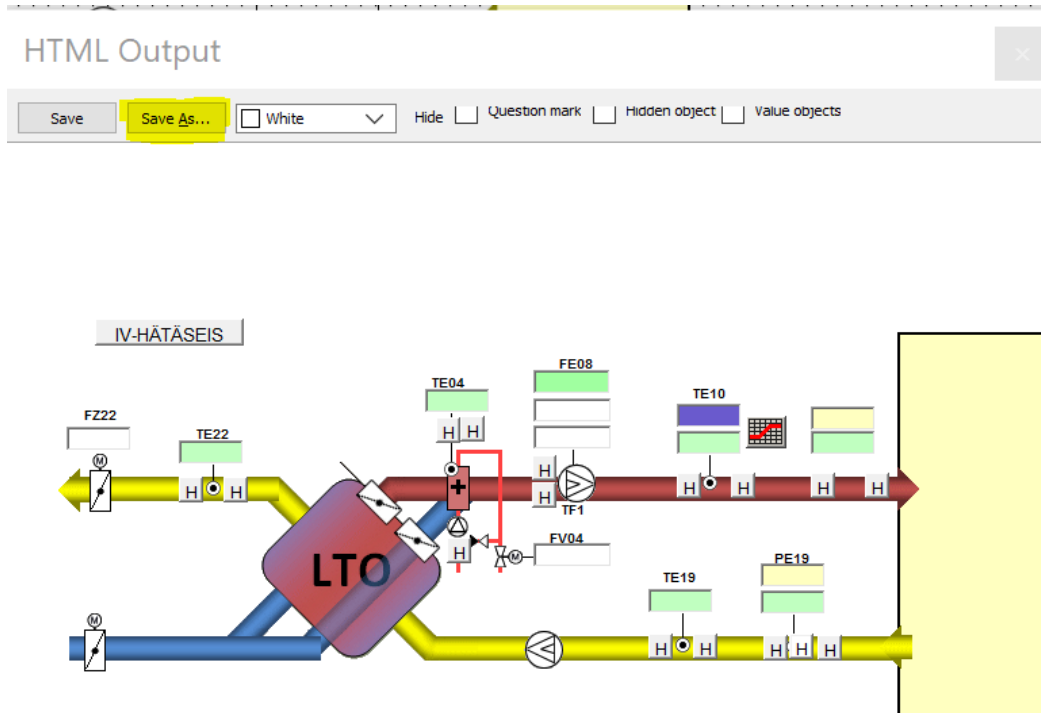 HTML Output
×
Save
Save As...
White
Hide
Question mark
Hidden object
Value objects
IV-HÄTÄSEIS
FE08
TE04
TE10
FZ22
TE22
H H
M
H
H H
H H
H H
H
TF1
+
LTO
H
M
FV04
PE19
TE19
M
H H
H H H